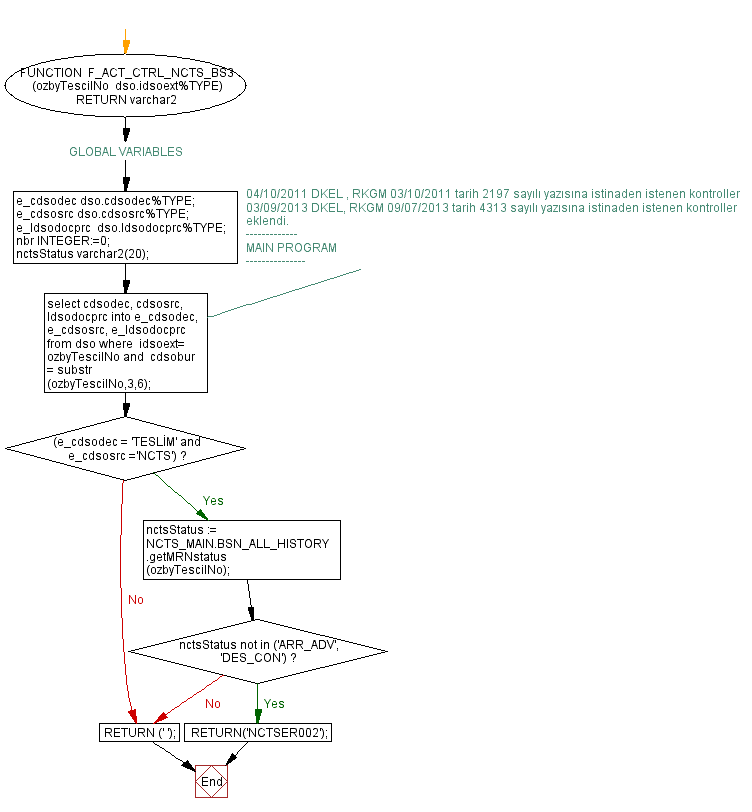 FUNCTION F_ACT_CTRL_NCTS_BS3
(ozbyTescilNo dso.idsoext%TYPE)
RETURN varchar2
GLOBAL VARIABLES
e_cdsodec dso.cdsodec%TYPE;
e_cdsosrc dso.cdsosrc%TYPE;
e_ldsodocprc dso.ldsodocprc%TYPE;
nbr INTEGER:=0;
nctsStatus varchar2(20);
04/10/2011 DKEL , RKGM 03/10/2011 tarih 2197 sayılı yazısına istinaden istenen kontroller
03/09/2013 DKEL, RKGM 09/07/2013 tarih 4313 sayılı yazısına istinaden istenen kontroller
eklendi.
-------------
MAIN PROGRAM
---------------
select cdsodec, cdsosrc,
ldsodocprc into e_cdsodec,
e_cdsosrc, e_ldsodocprc
from dso where idsoext=
ozbyTescilNo and cdsobur
= substr
(ozbyTescilNo,3,6);
(e_cdsodec = 'TESLİM' and
e_cdsosrc ='NCTS') ?
Yes
nctsStatus :=
NCTS_MAIN.BSN_ALL_HISTORY
.getMRNstatus
(ozbyTescilNo);
No
nctsStatus not in ('ARR_ADV',
'DES_CON') ?
No
Yes
RETURN (' ');
RETURN('NCTSER002');
End